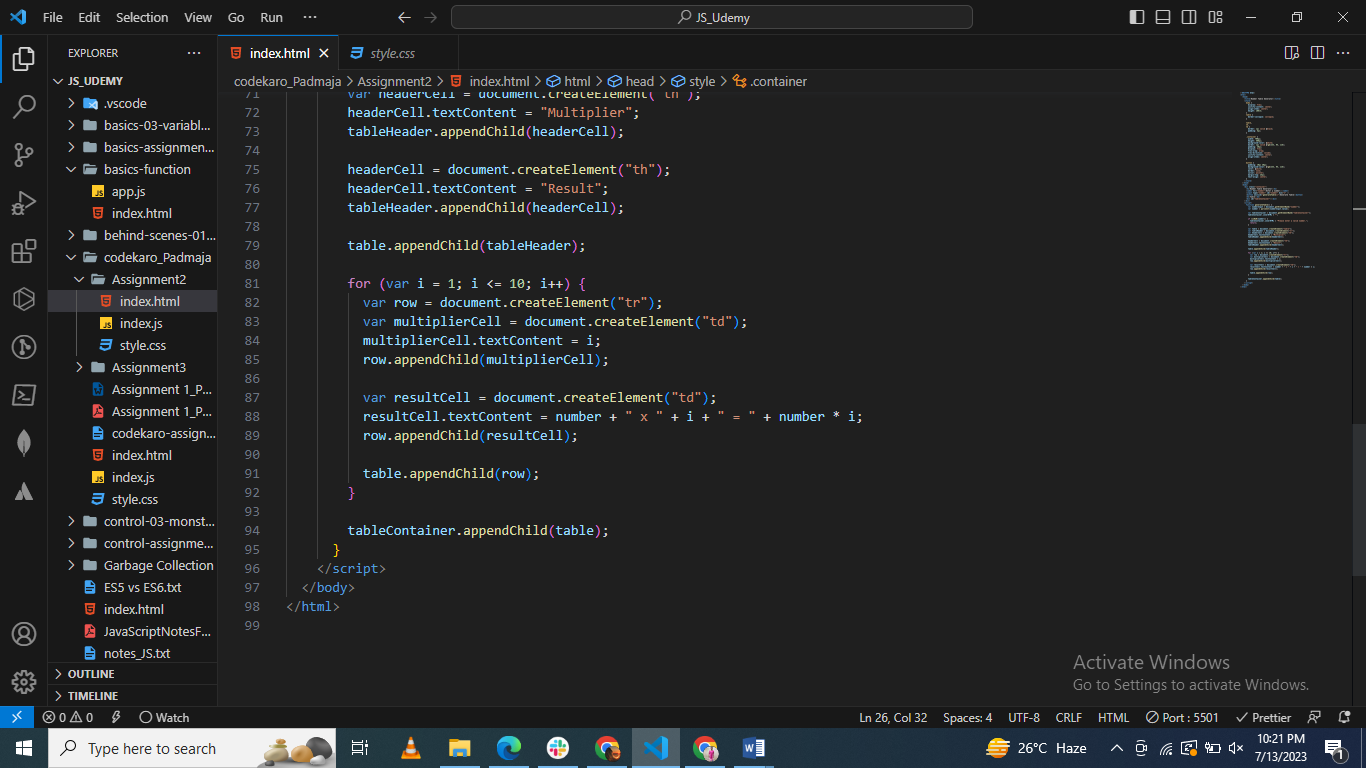 File Edit Selection View Go Run ··· JS_Udemy
EXPLORER ···
JS_UDEMY
.vscode
basics-03-variabl...
basics-assignmen...
basics-function
app.js
index.html
behind-scenes-01...
codekaro_Padmaja
Assignment2
index.html
index.js
style.css
Assignment3
Assignment 1_P...
Assignment 1_P...
codekaro-assign...
index.html
index.js
style.css
control-03-monst...
control-assignme...
Garbage Collection
ES5 vs ES6.txt
index.html
JavaScriptNotesF...
notes_JS.txt
OUTLINE
TIMELINE
index.html style.css
codekaro_Padmaja > Assignment2 > index.html > html > head > style > .container
71 var headerCell = document.createElement("th");
72 headerCell.textContent = "Multiplier";
73 tableHeader.appendChild(headerCell);
74
75 headerCell = document.createElement("th");
76 headerCell.textContent = "Result";
77 tableHeader.appendChild(headerCell);
78
79 table.appendChild(tableHeader);
80
81 for (var i = 1; i <= 10; i++) {
82 var row = document.createElement("tr");
83 var multiplierCell = document.createElement("td");
84 multiplierCell.textContent = i;
85 row.appendChild(multiplierCell);
86
87 var resultCell = document.createElement("td");
88 resultCell.textContent = number + " x " + i + " = " + number * i;
89 row.appendChild(resultCell);
90
91 table.appendChild(row);
92 }
93
94 tableContainer.appendChild(table);
95 }
96 </script>
97 </body>
98 </html>
99
Activate Windows
Go to Settings to activate Windows.
0 0 Watch Ln 26, Col 32 Spaces: 4 UTF-8 CRLF HTML Port : 5501 Prettier
Type here to search 26°C Haze 10:21 PM
7/13/2023 1